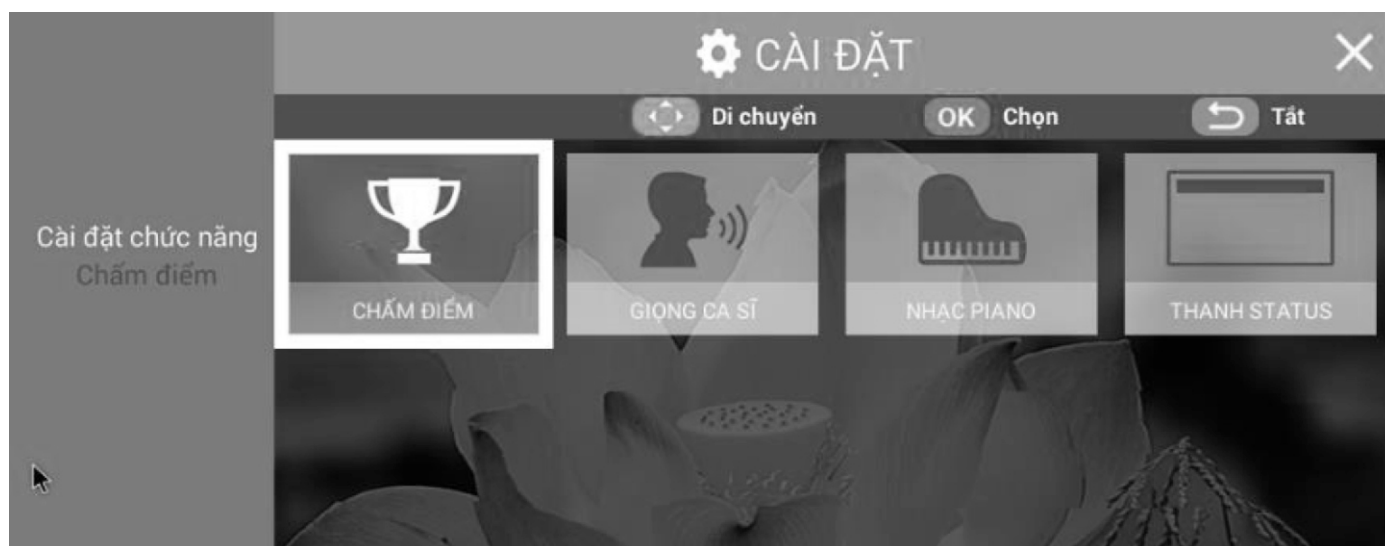 CÀI ĐẶT
Di chuyển OK Chọn Tắt
Cài đặt chức năng
Chấm điểm
CHẤM ĐIỂM GIỌNG CA SĨ NHẠC PIANO THANH STATUS